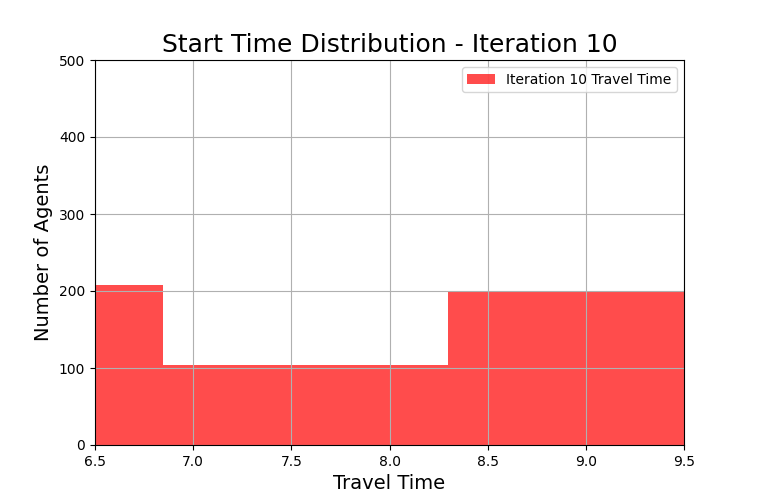 Start Time Distribution - Iteration 10
Iteration 10 Travel Time
Number of Agents
500
400
300
200
100
0
6.5 7.0 7.5 8.0 8.5 9.0 9.5
Travel Time